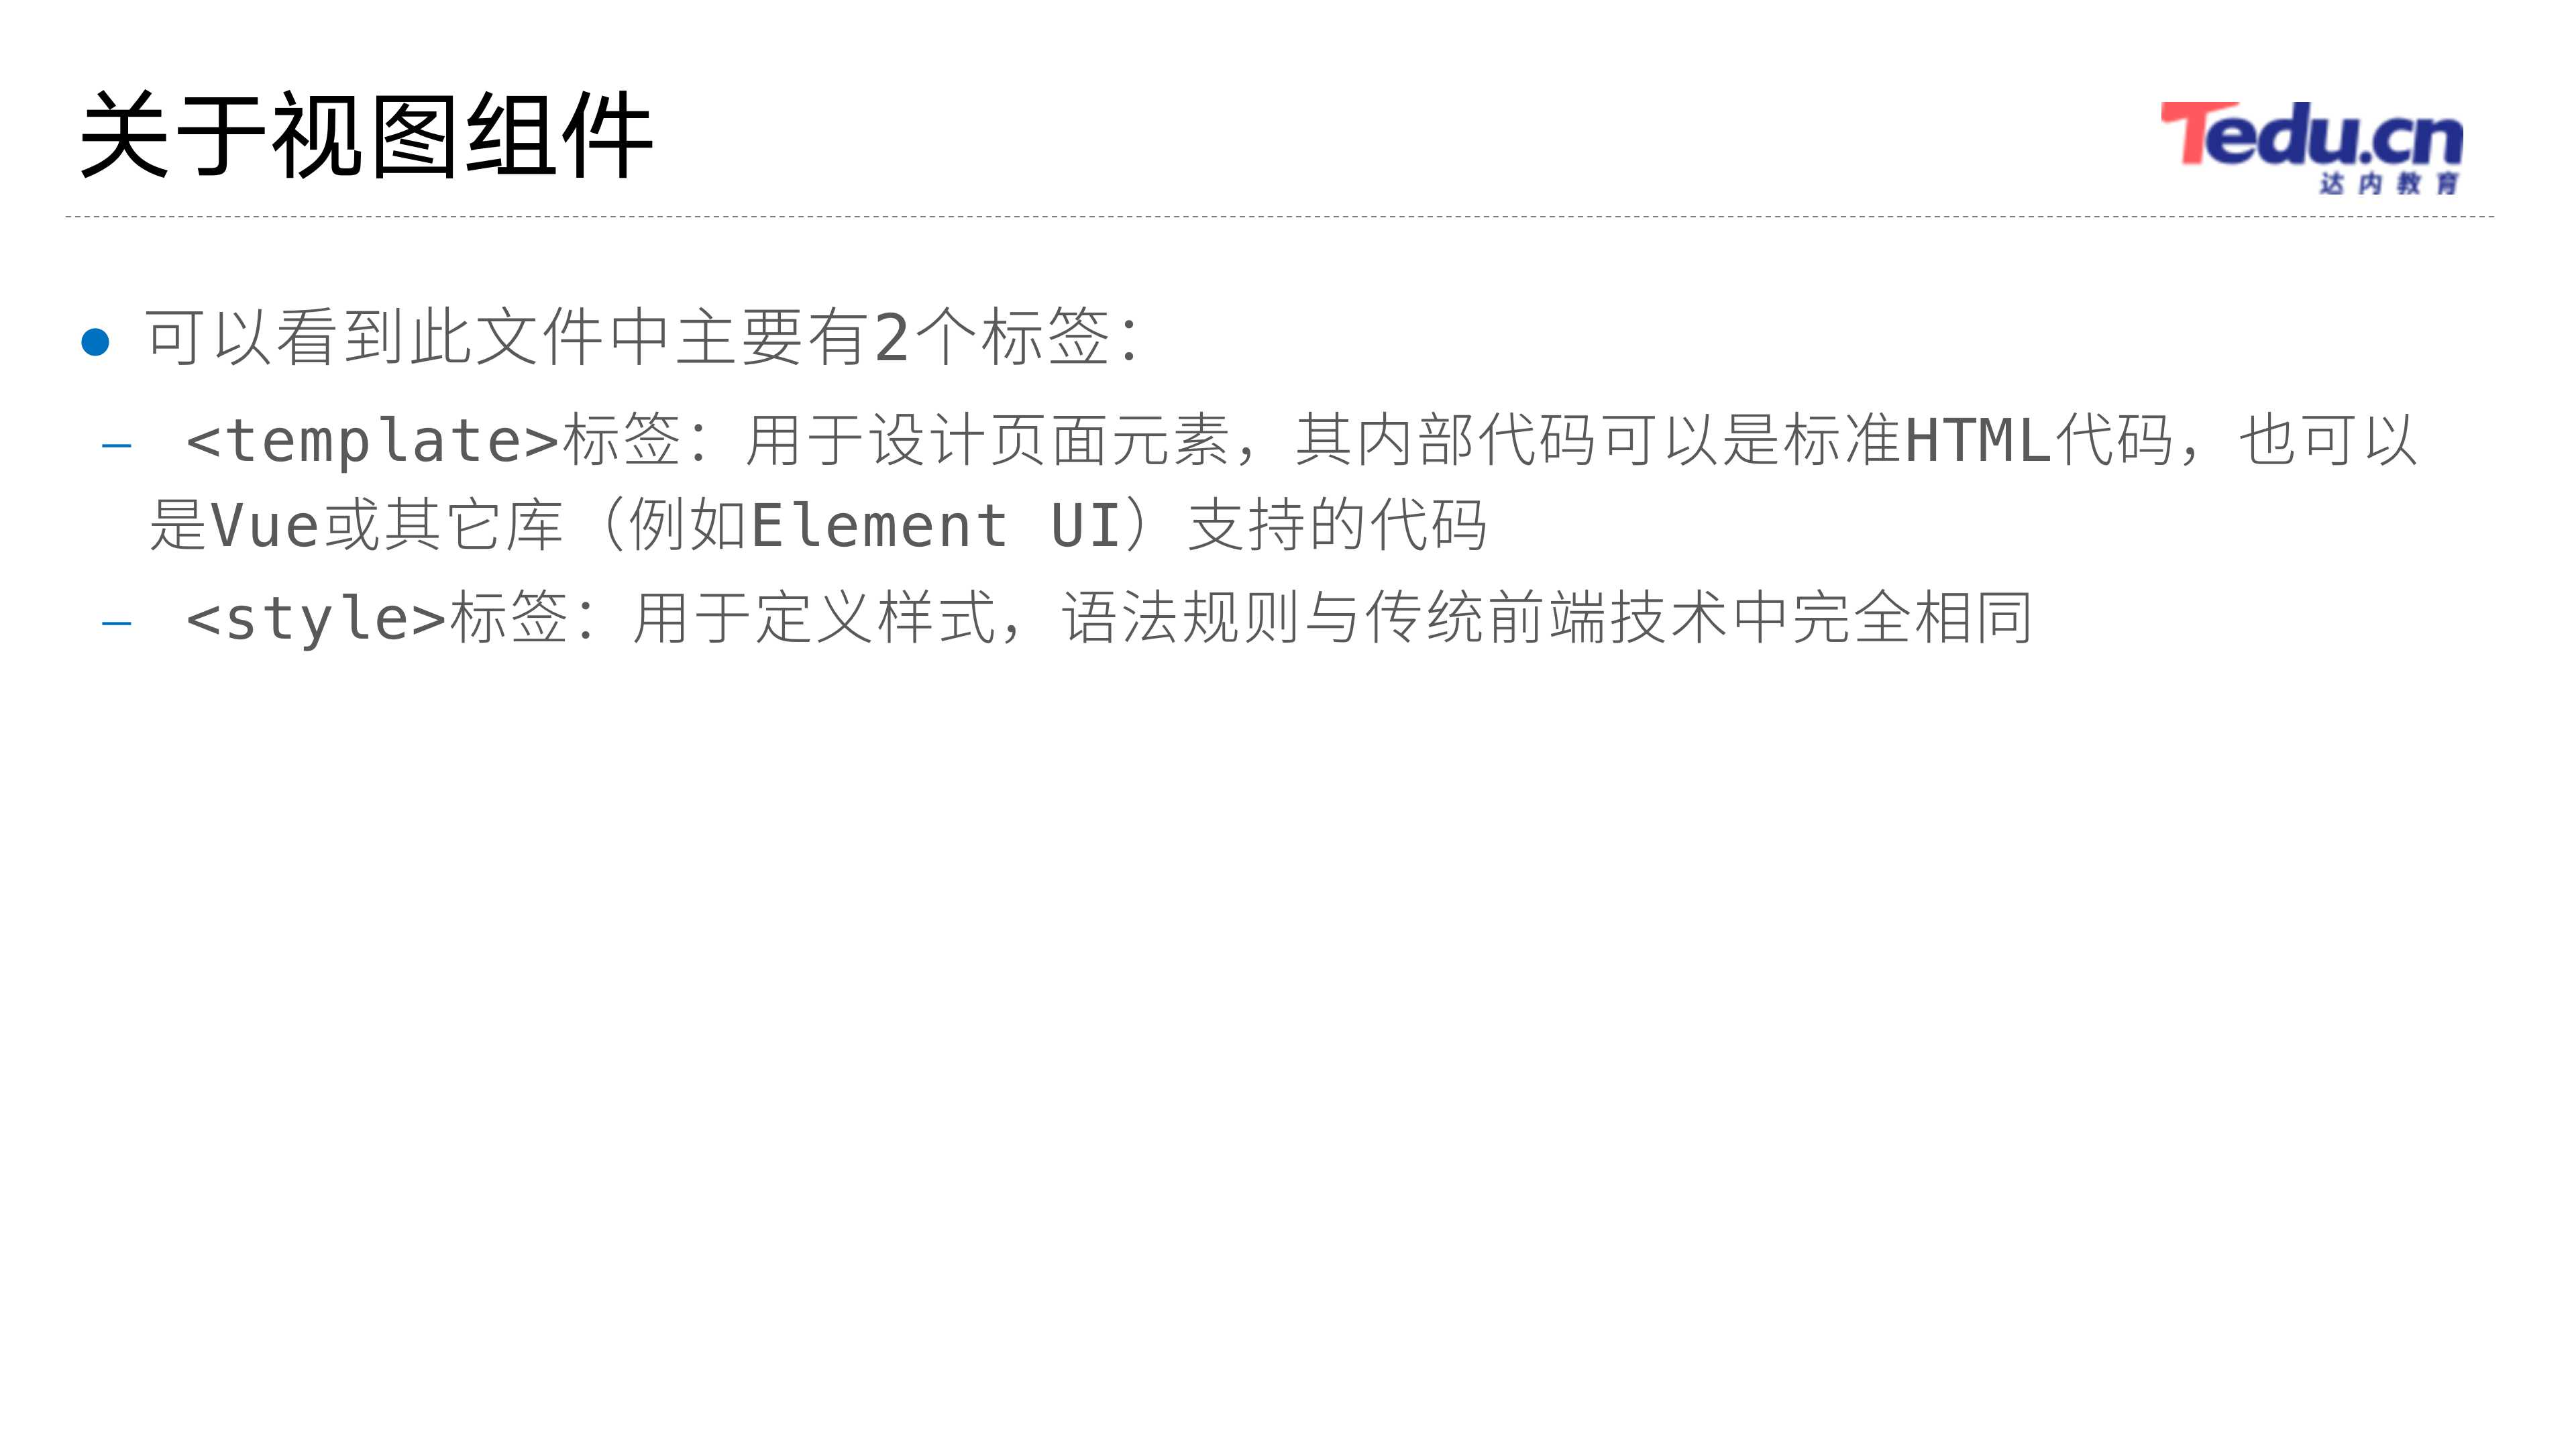 关于视图组件
Tedu.cn
达内教育
● 可以看到此文件中主要有2个标签：
– <template>标签：用于设计页面元素，其内部代码可以是标准HTML代码，也可以
是Vue或其它库（例如Element UI）支持的代码
– <style>标签：用于定义样式，语法规则与传统前端技术中完全相同